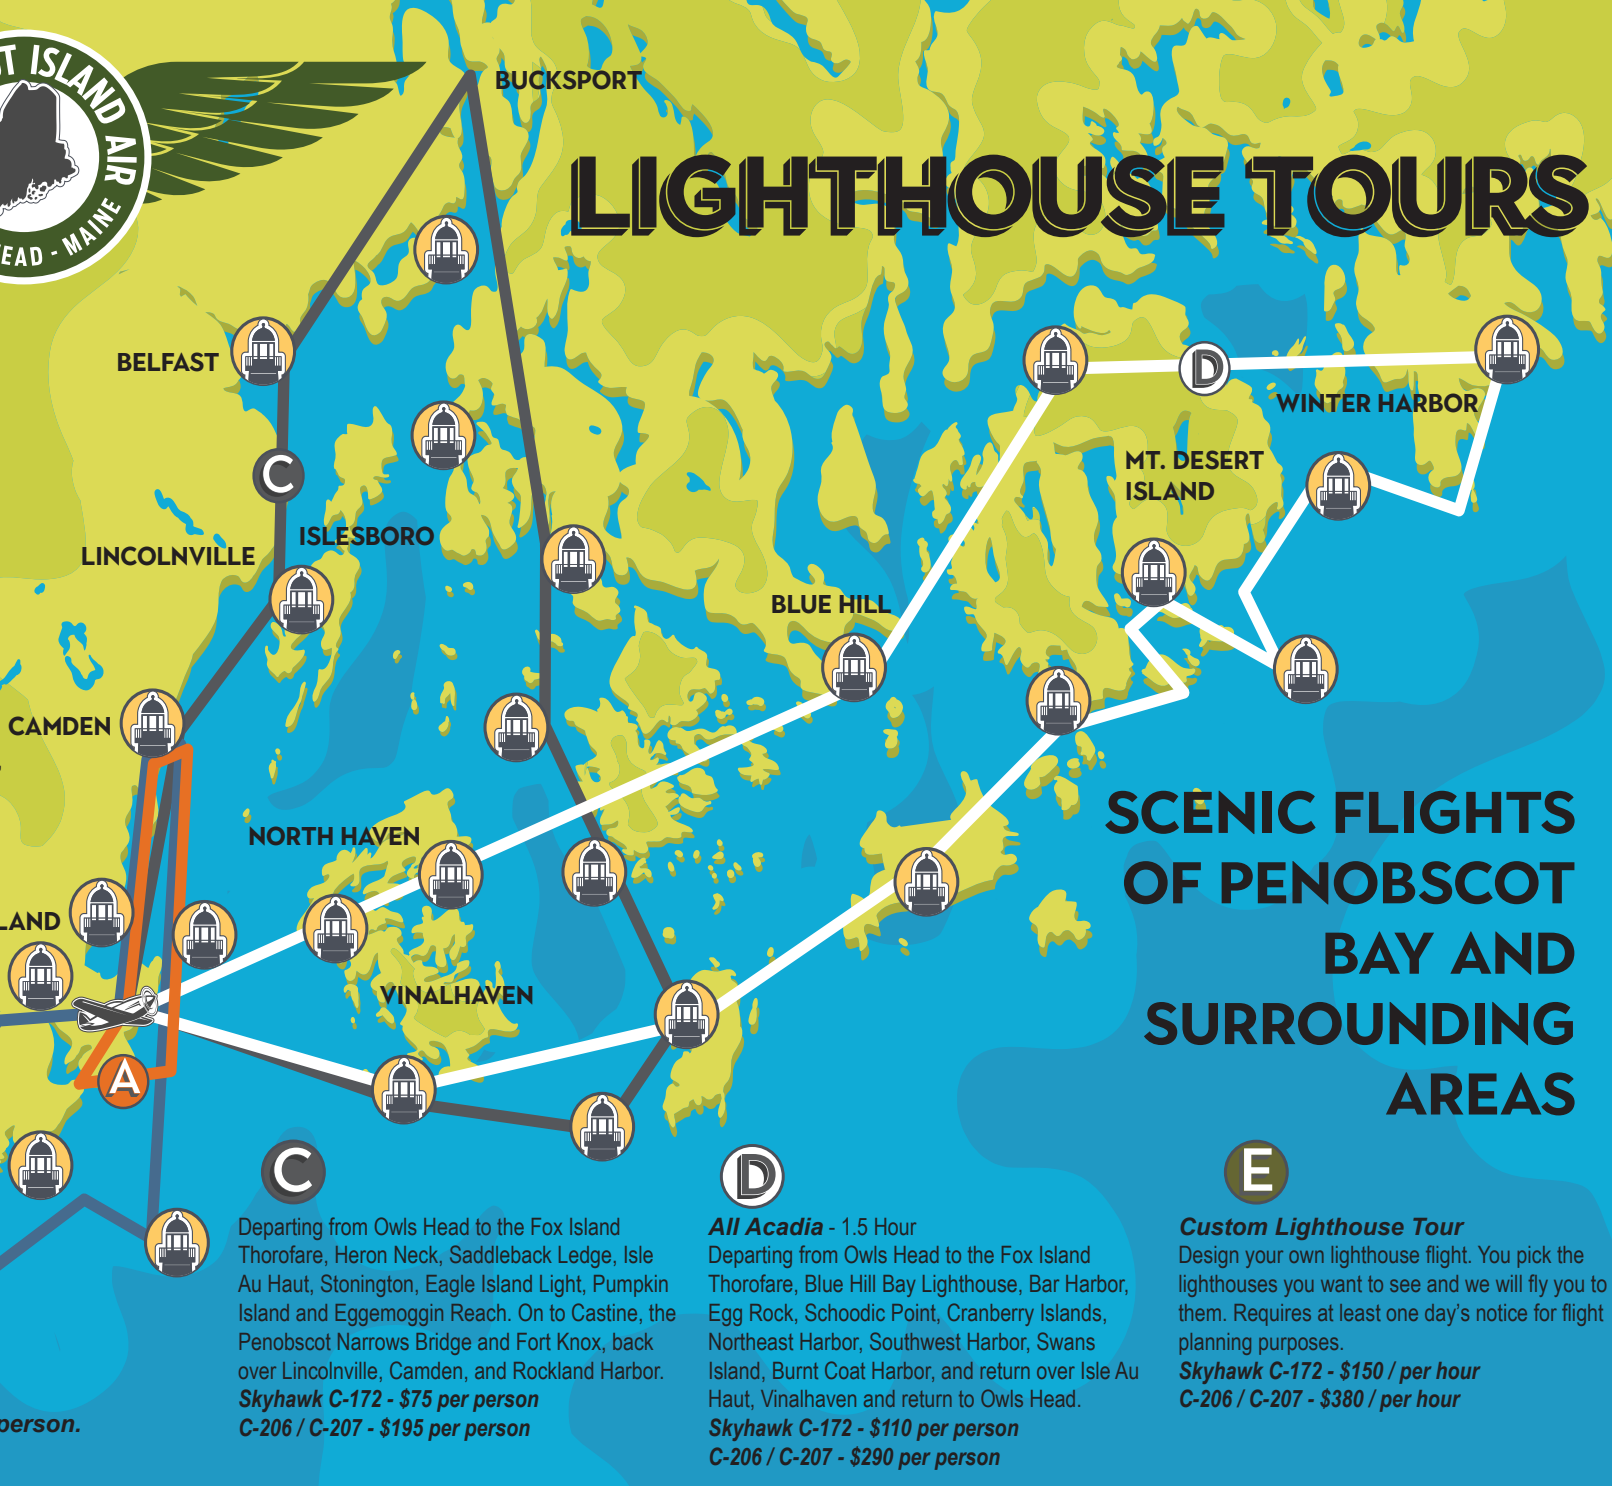 ISLAND AIR
- MAINE
BUCKSPORT
LIGHTHOUSE TOURS
BELFAST
D
WINTER HARBOR
C
MT. DESERT
ISLAND
ISLESBORO
LINCOLNVILLE
BLUE HILL
CAMDEN
SCENIC FLIGHTS
OF PENOBSCOT
BAY AND
SURROUNDING
AREAS
NORTH HAVEN
LAND
VINALHAVEN
A
C
Departing from Owls Head to the Fox Island
Thorofare, Heron Neck, Saddleback Ledge, Isle
Au Haut, Stonington, Eagle Island Light, Pumpkin
Island and Eggemoggin Reach. On to Castine, the
Penobscot Narrows Bridge and Fort Knox, back
over Lincolnville, Camden, and Rockland Harbor.
Skyhawk C-172 - $75 per person
C-206 / C-207 - $195 per person
D
All Acadia - 1.5 Hour
Departing from Owls Head to the Fox Island
Thorofare, Blue Hill Bay Lighthouse, Bar Harbor,
Egg Rock, Schoodic Point, Cranberry Islands,
Northeast Harbor, Southwest Harbor, Swans
Island, Burnt Coat Harbor, and return over Isle Au
Haut, Vinalhaven and return to Owls Head.
Skyhawk C-172 - $110 per person
C-206 / C-207 - $290 per person
E
Custom Lighthouse Tour
Design your own lighthouse flight. You pick the
lighthouses you want to see and we will fly you to
them. Requires at least one day's notice for flight
planning purposes.
Skyhawk C-172 - $150 / per hour
C-206 / C-207 - $380 / per hour
person.